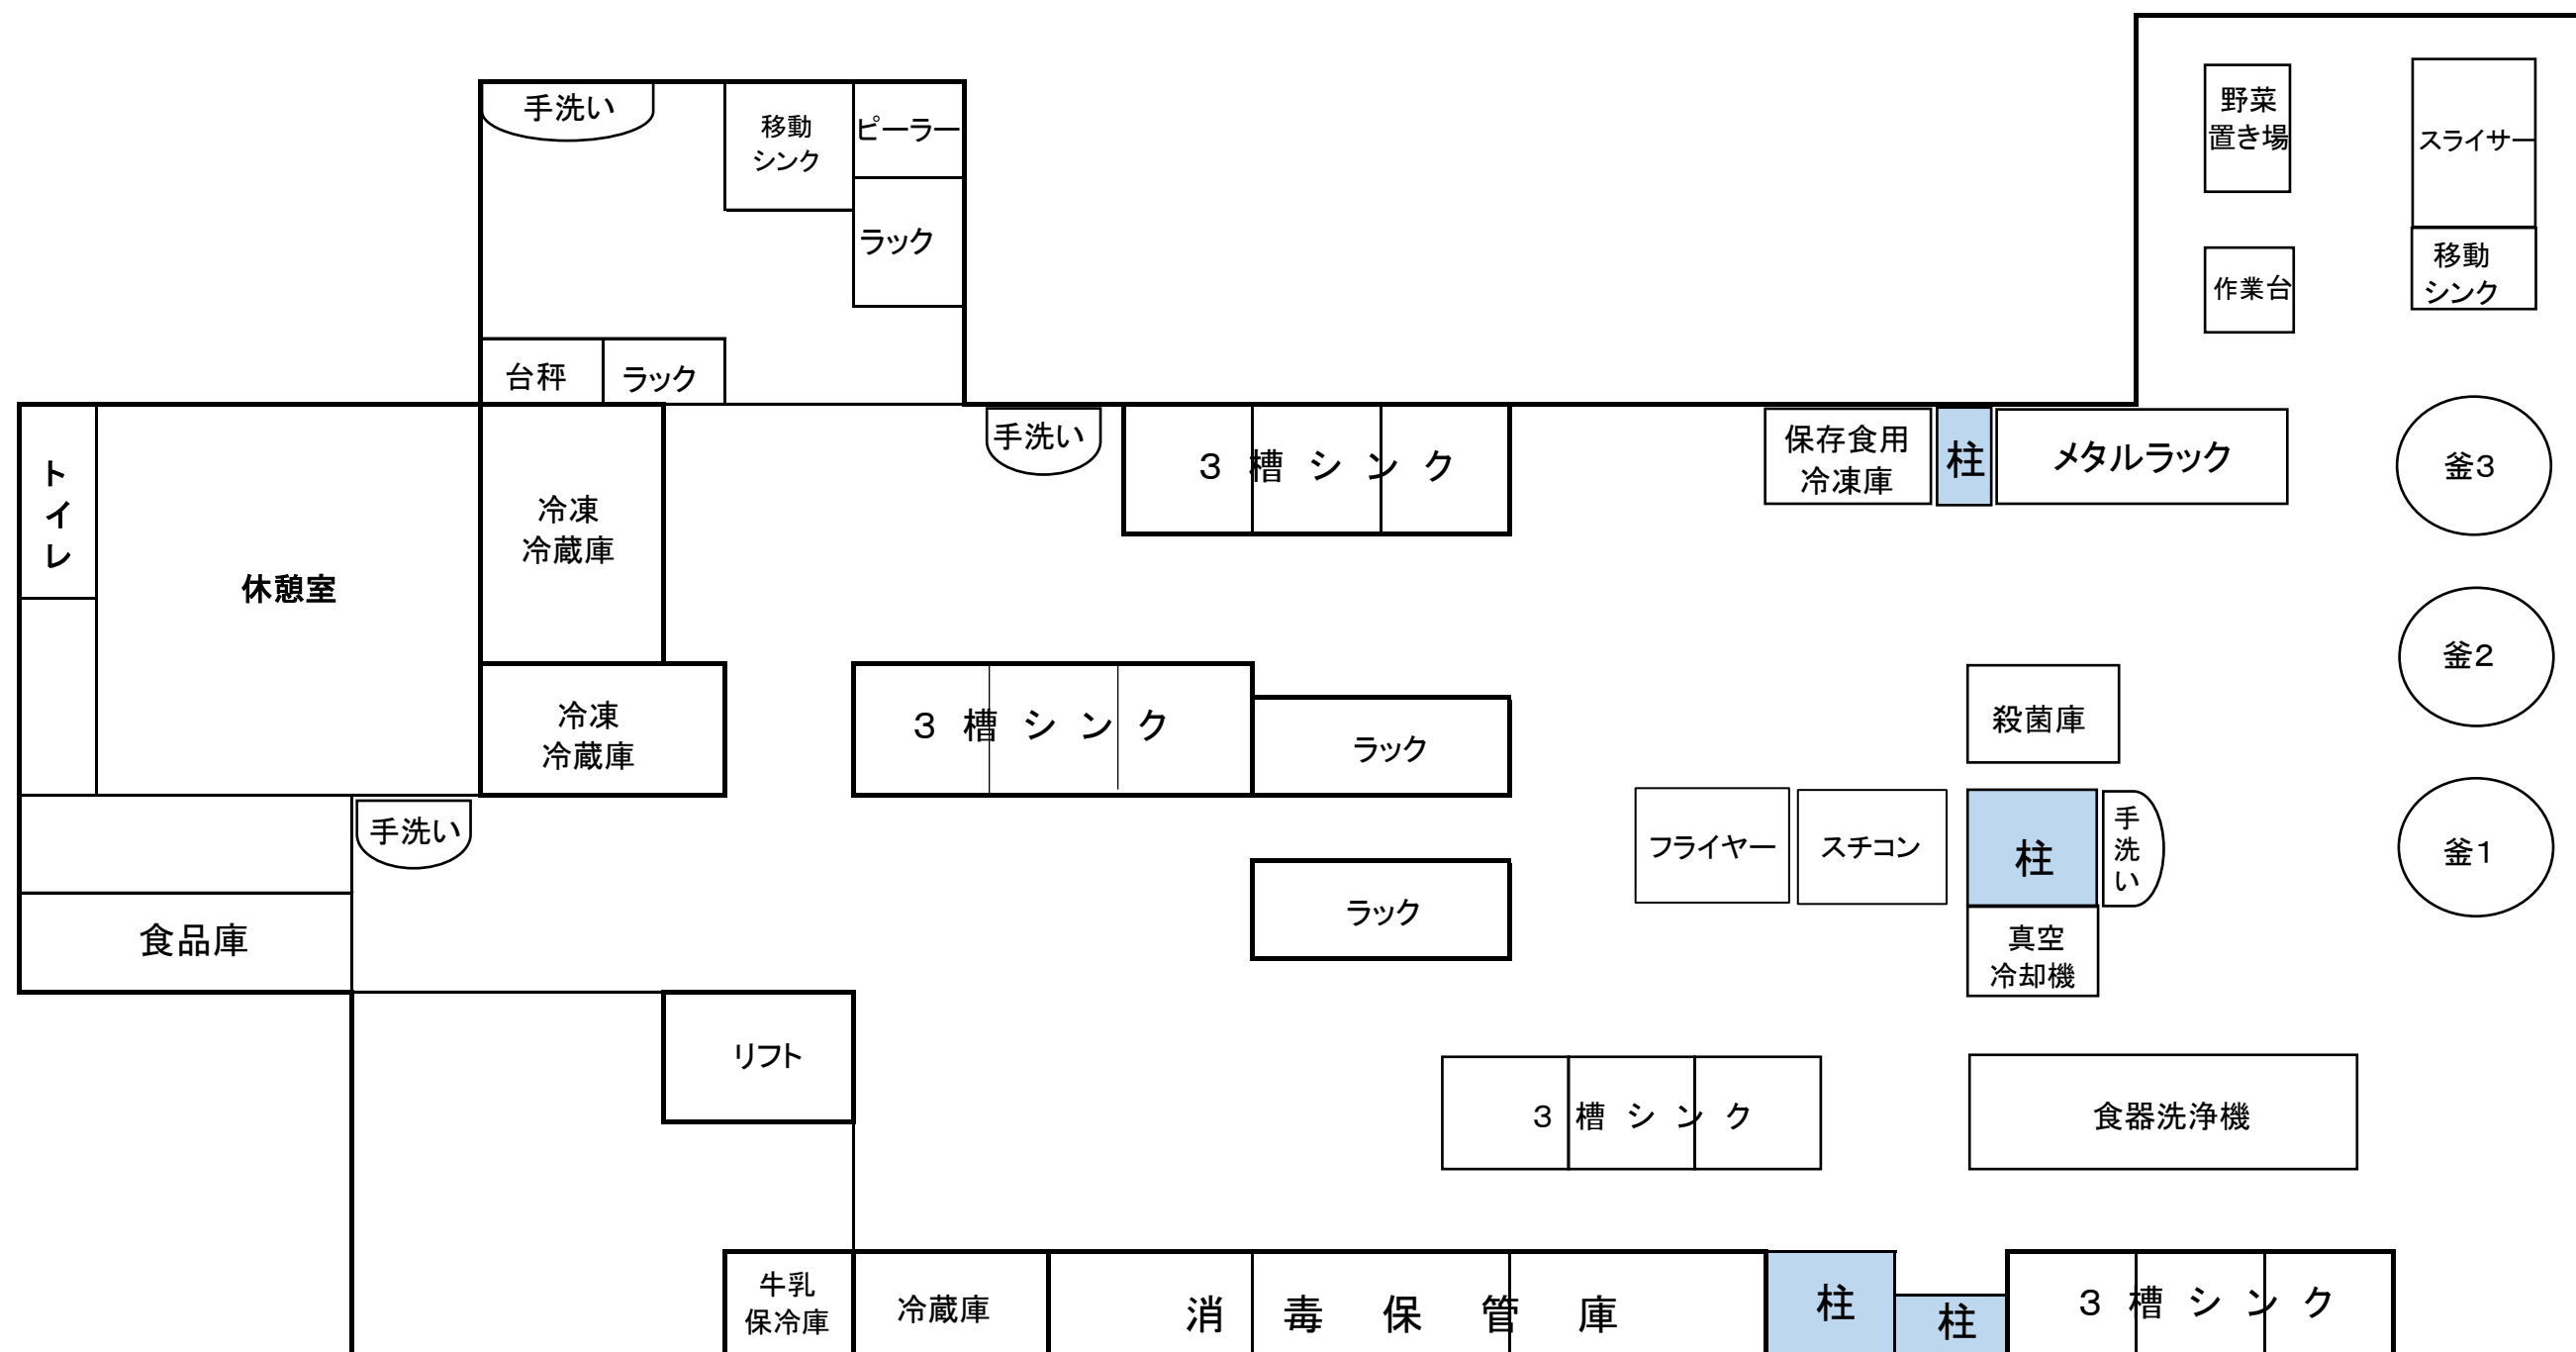 手洗い
移動
シンク
ピーラー
ラック
台秤
ラック
野菜
置き場
スライサー
作業台
移動
シンク
トイレ
休憩室
冷凍
冷蔵庫
手洗い
３槽シンク
保存食用
冷凍庫
柱
メタルラック
釜3
冷凍
冷蔵庫
３槽シンク
ラック
殺菌庫
釜2
手洗い
フライヤー
スチコン
柱
手洗い
釜1
食品庫
ラック
真空
冷却機
リフト
３槽シンク
食器洗浄機
牛乳
保冷庫
冷蔵庫
消毒保管庫
柱
柱
３槽シンク